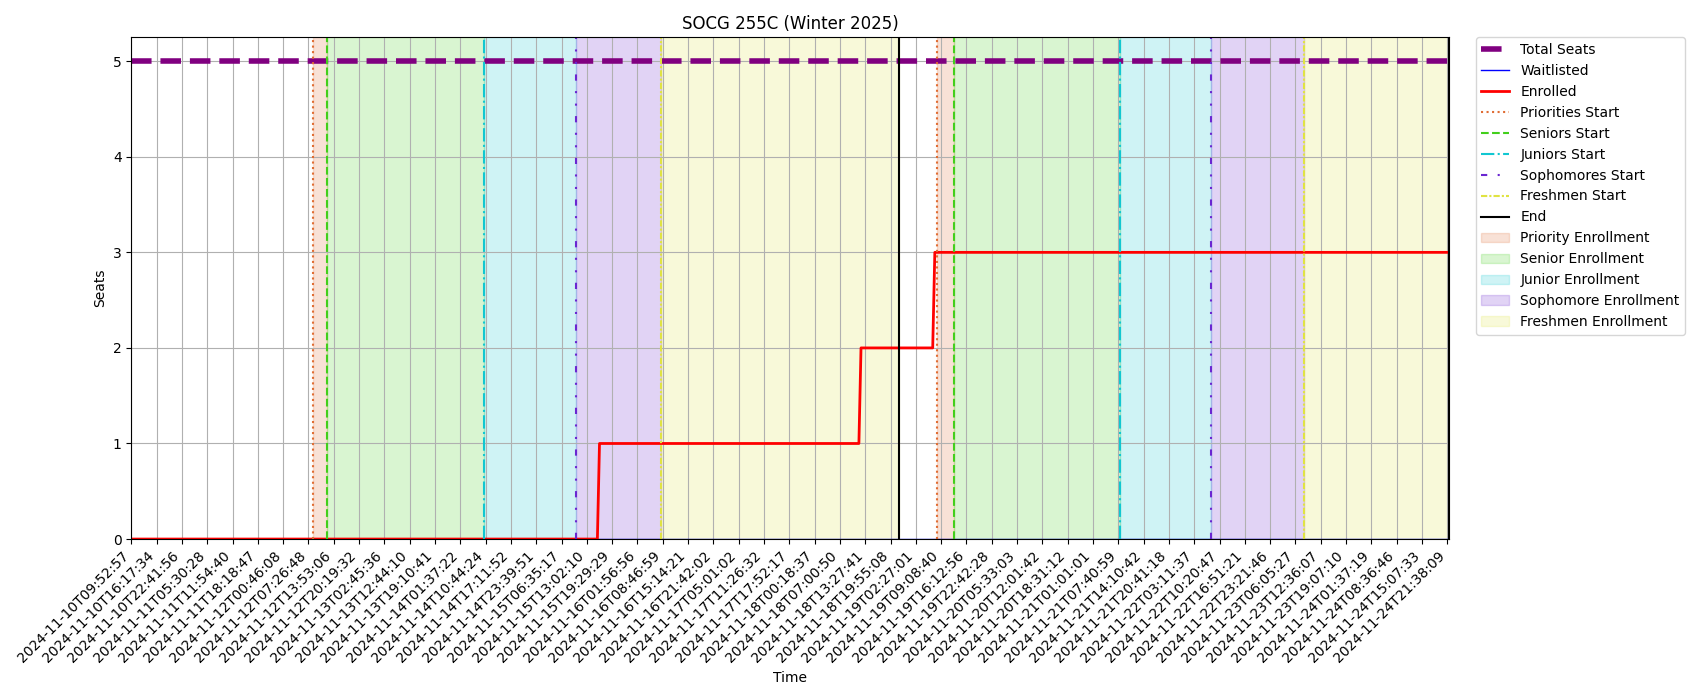 SOCG 255C (Winter 2025)
Seats
5
4
3
2
1
0
2024-11-10T09:52:57
2024-11-10T16:17:34
2024-11-10T22:41:56
2024-11-11T05:30:28
2024-11-11T11:54:40
2024-11-11T18:18:47
2024-11-12T00:46:08
2024-11-12T07:26:48
2024-11-12T13:53:06
2024-11-12T20:19:32
2024-11-13T02:45:36
2024-11-13T12:44:10
2024-11-13T19:10:41
2024-11-14T01:37:22
2024-11-14T10:44:24
2024-11-14T17:11:52
2024-11-14T23:39:51
2024-11-15T06:35:17
2024-11-15T13:02:10
2024-11-15T19:29:29
2024-11-16T01:56:56
2024-11-16T08:46:59
2024-11-16T15:14:21
2024-11-16T21:42:02
2024-11-17T05:01:02
2024-11-17T11:26:32
2024-11-17T17:52:17
2024-11-18T00:18:37
2024-11-18T07:00:50
2024-11-18T13:27:41
2024-11-18T19:55:08
2024-11-19T02:27:01
2024-11-19T09:08:40
2024-11-19T16:12:56
2024-11-19T22:42:28
2024-11-20T05:33:03
2024-11-20T12:01:42
2024-11-20T18:31:12
2024-11-21T01:01:01
2024-11-21T07:40:59
2024-11-21T14:10:42
2024-11-21T20:41:18
2024-11-22T03:11:37
2024-11-22T10:20:47
2024-11-22T16:51:21
2024-11-22T23:21:46
2024-11-23T06:05:27
2024-11-23T12:36:07
2024-11-23T19:07:10
2024-11-24T01:37:19
2024-11-24T08:36:46
2024-11-24T15:07:33
2024-11-24T21:38:09
Time
Total Seats
Waitlisted
Enrolled
Priorities Start
Seniors Start
Juniors Start
Sophomores Start
Freshmen Start
End
Priority Enrollment
Senior Enrollment
Junior Enrollment
Sophomore Enrollment
Freshmen Enrollment